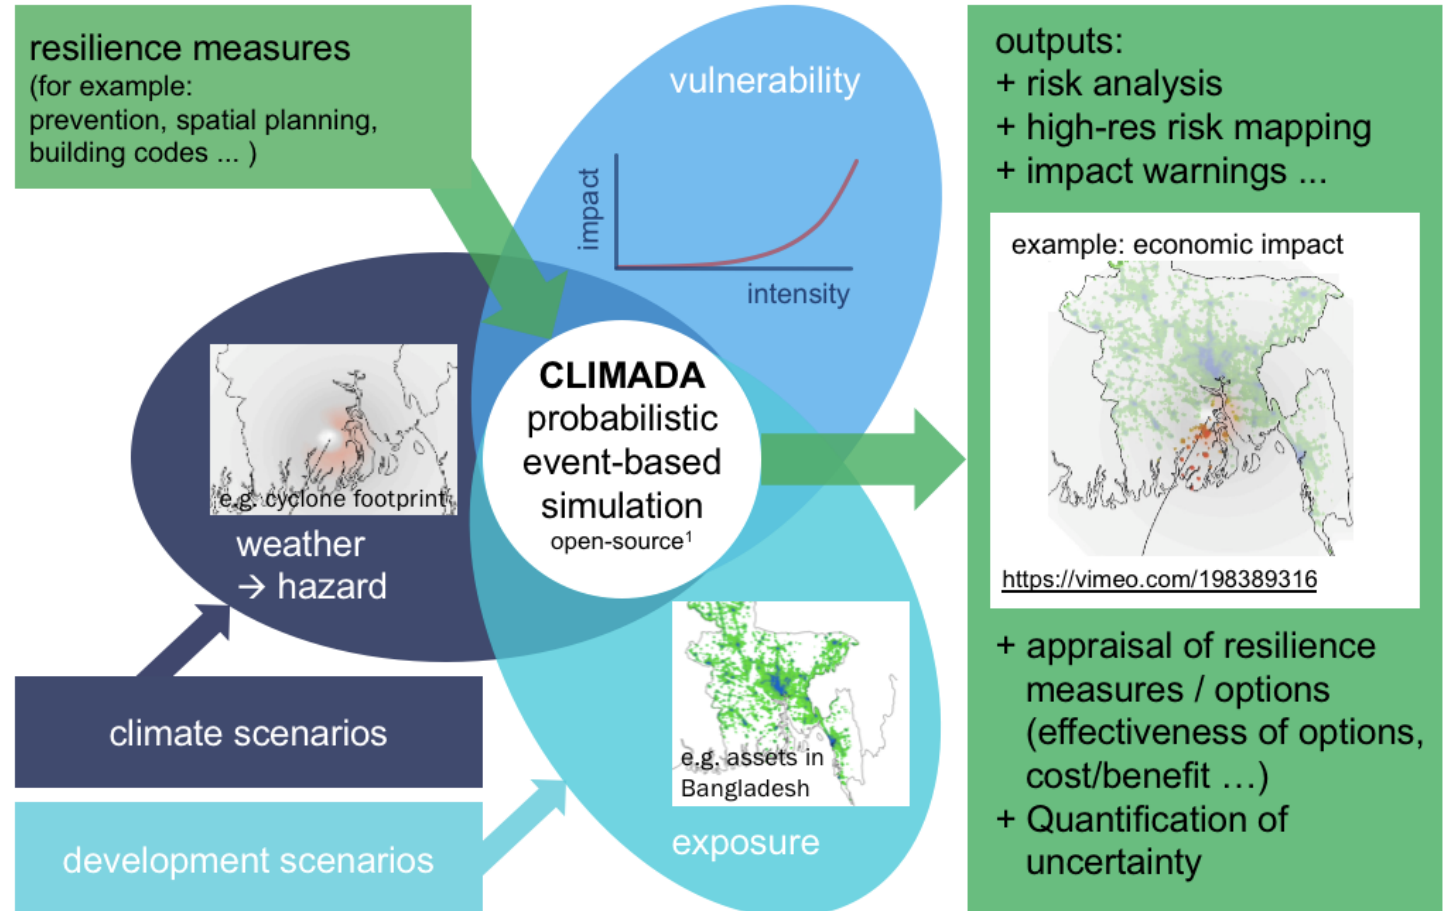 resilience measures
(for example:
prevention, spatial planning,
building codes ... )
vulnerability
impact
intensity
CLIMADA
probabilistic
event-based
simulation
open-source¹
e.g. cyclone footprint
weather
→ hazard
climate scenarios
development scenarios
e.g. assets in
Bangladesh
exposure
outputs:
+ risk analysis
+ high-res risk mapping
+ impact warnings ...
example: economic impact
https://vimeo.com/198389316
+ appraisal of resilience
measures / options
(effectiveness of options,
cost/benefit …)
+ Quantification of
uncertainty